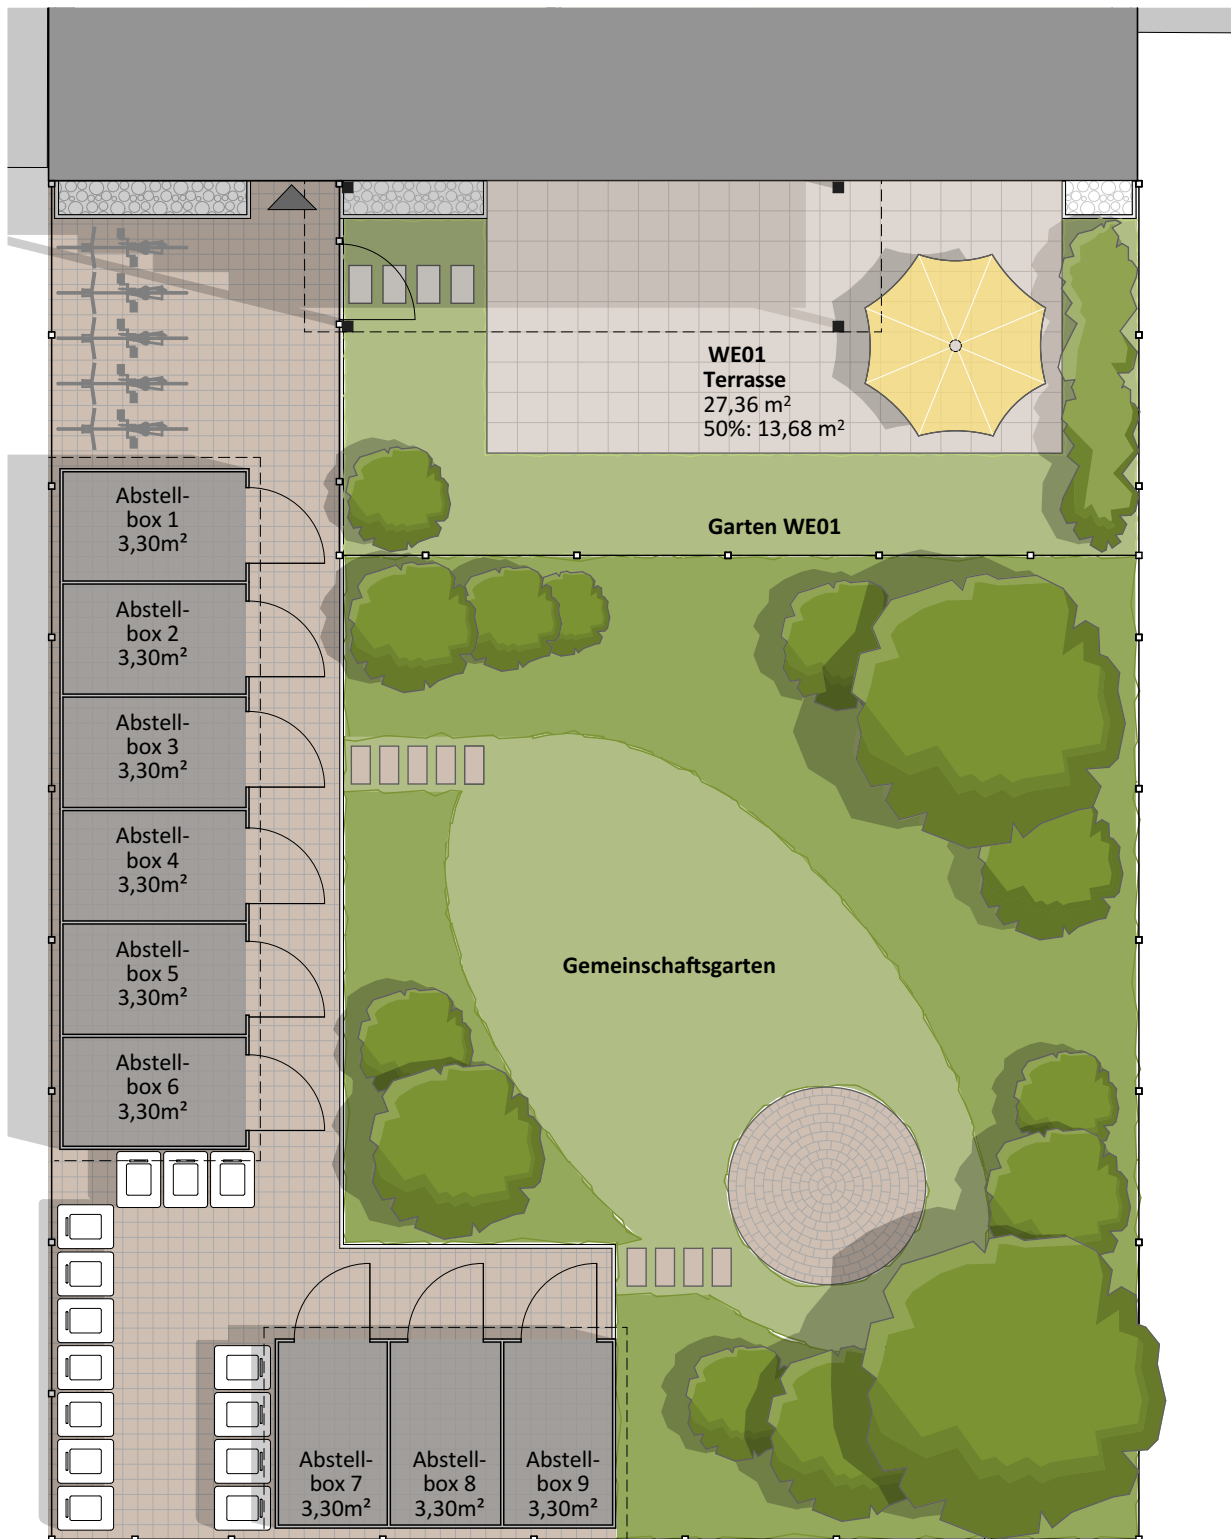 WE01
Terrasse
27,36 m²
50%: 13,68 m²
Abstell-
box 1
3,30m²
Garten WE01
Abstell-
box 2
3,30m²
Abstell-
box 3
3,30m²
Abstell-
box 4
3,30m²
Abstell-
box 5
3,30m²
Gemeinschaftsgarten
Abstell-
box 6
3,30m²
Abstell-
box 7
3,30m²
Abstell-
box 8
3,30m²
Abstell-
box 9
3,30m²